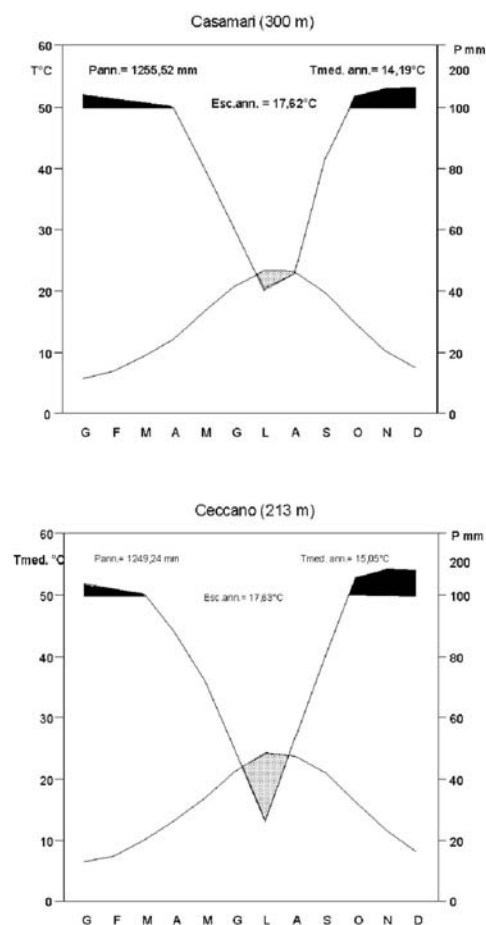 Casamari (300 m)
60 P mm
T°C Pann.= 1255,52 mm Tmed. ann.= 14,19°C 200
50 Esc.ann. = 17,62°C 100
40 80
30 60
20 40
10 20
0 0
G F M A M G L A S O N D
Ceccano (213 m)
60 P mm
Tmed. °C Pann.= 1249,24 mm Tmed. ann.= 15,05°C 200
50 Esc.ann.= 17,63°C 100
40 80
30 60
20 40
10 20
0 0
G F M A M G L A S O N D